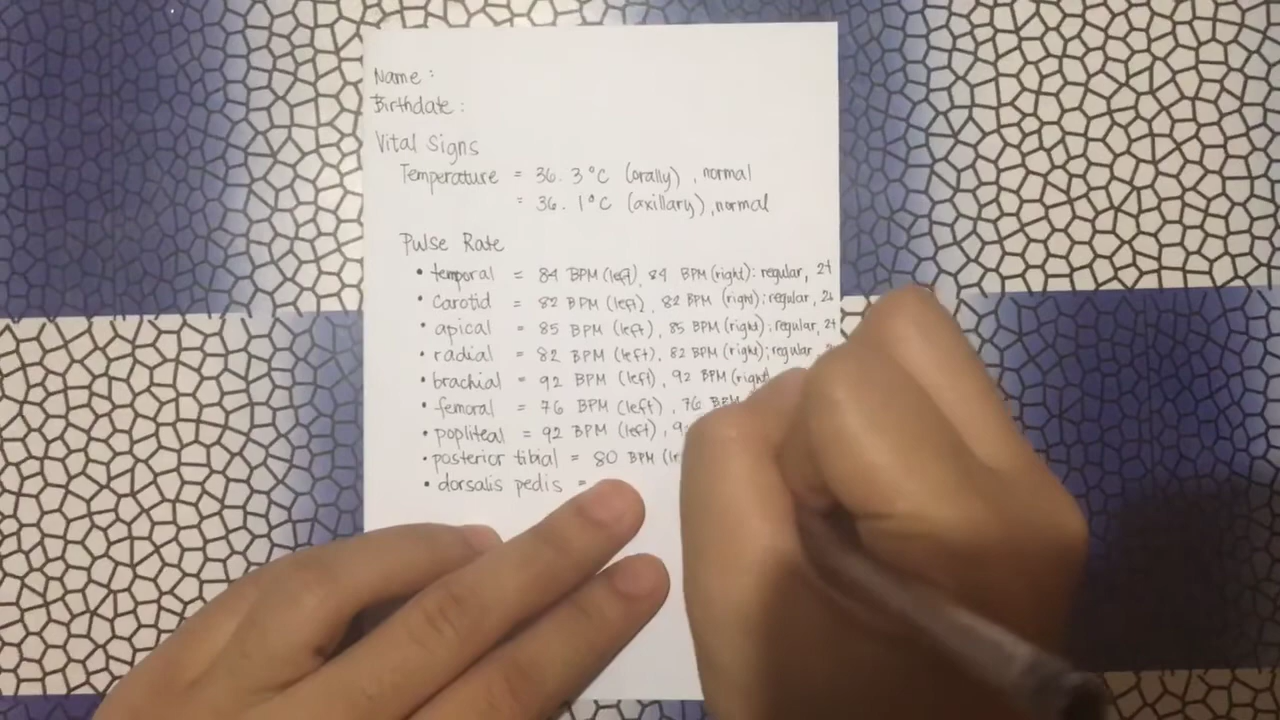 Name :
Birthdate :
Vital Signs
Temperature = 36.3°C (orally), normal
= 36.1°C (axillary), normal
Pulse Rate
• temporal = 84 BPM (left), 84 BPM (right): regular, 2+
• carotid = 82 BPM (left), 82 BPM (right); regular, 2+
• apical = 85 BPM (left), 85 BPM (right); regular, 2+
• radial = 82 BPM (left), 82 BPM (right); regular,
• brachial = 92 BPM (left), 92 BPM (right)
• femoral = 76 BPM (left), 76 BPM
• popliteal = 92 BPM (left),
• posterior tibial = 80 BPM
• dorsalis pedis =